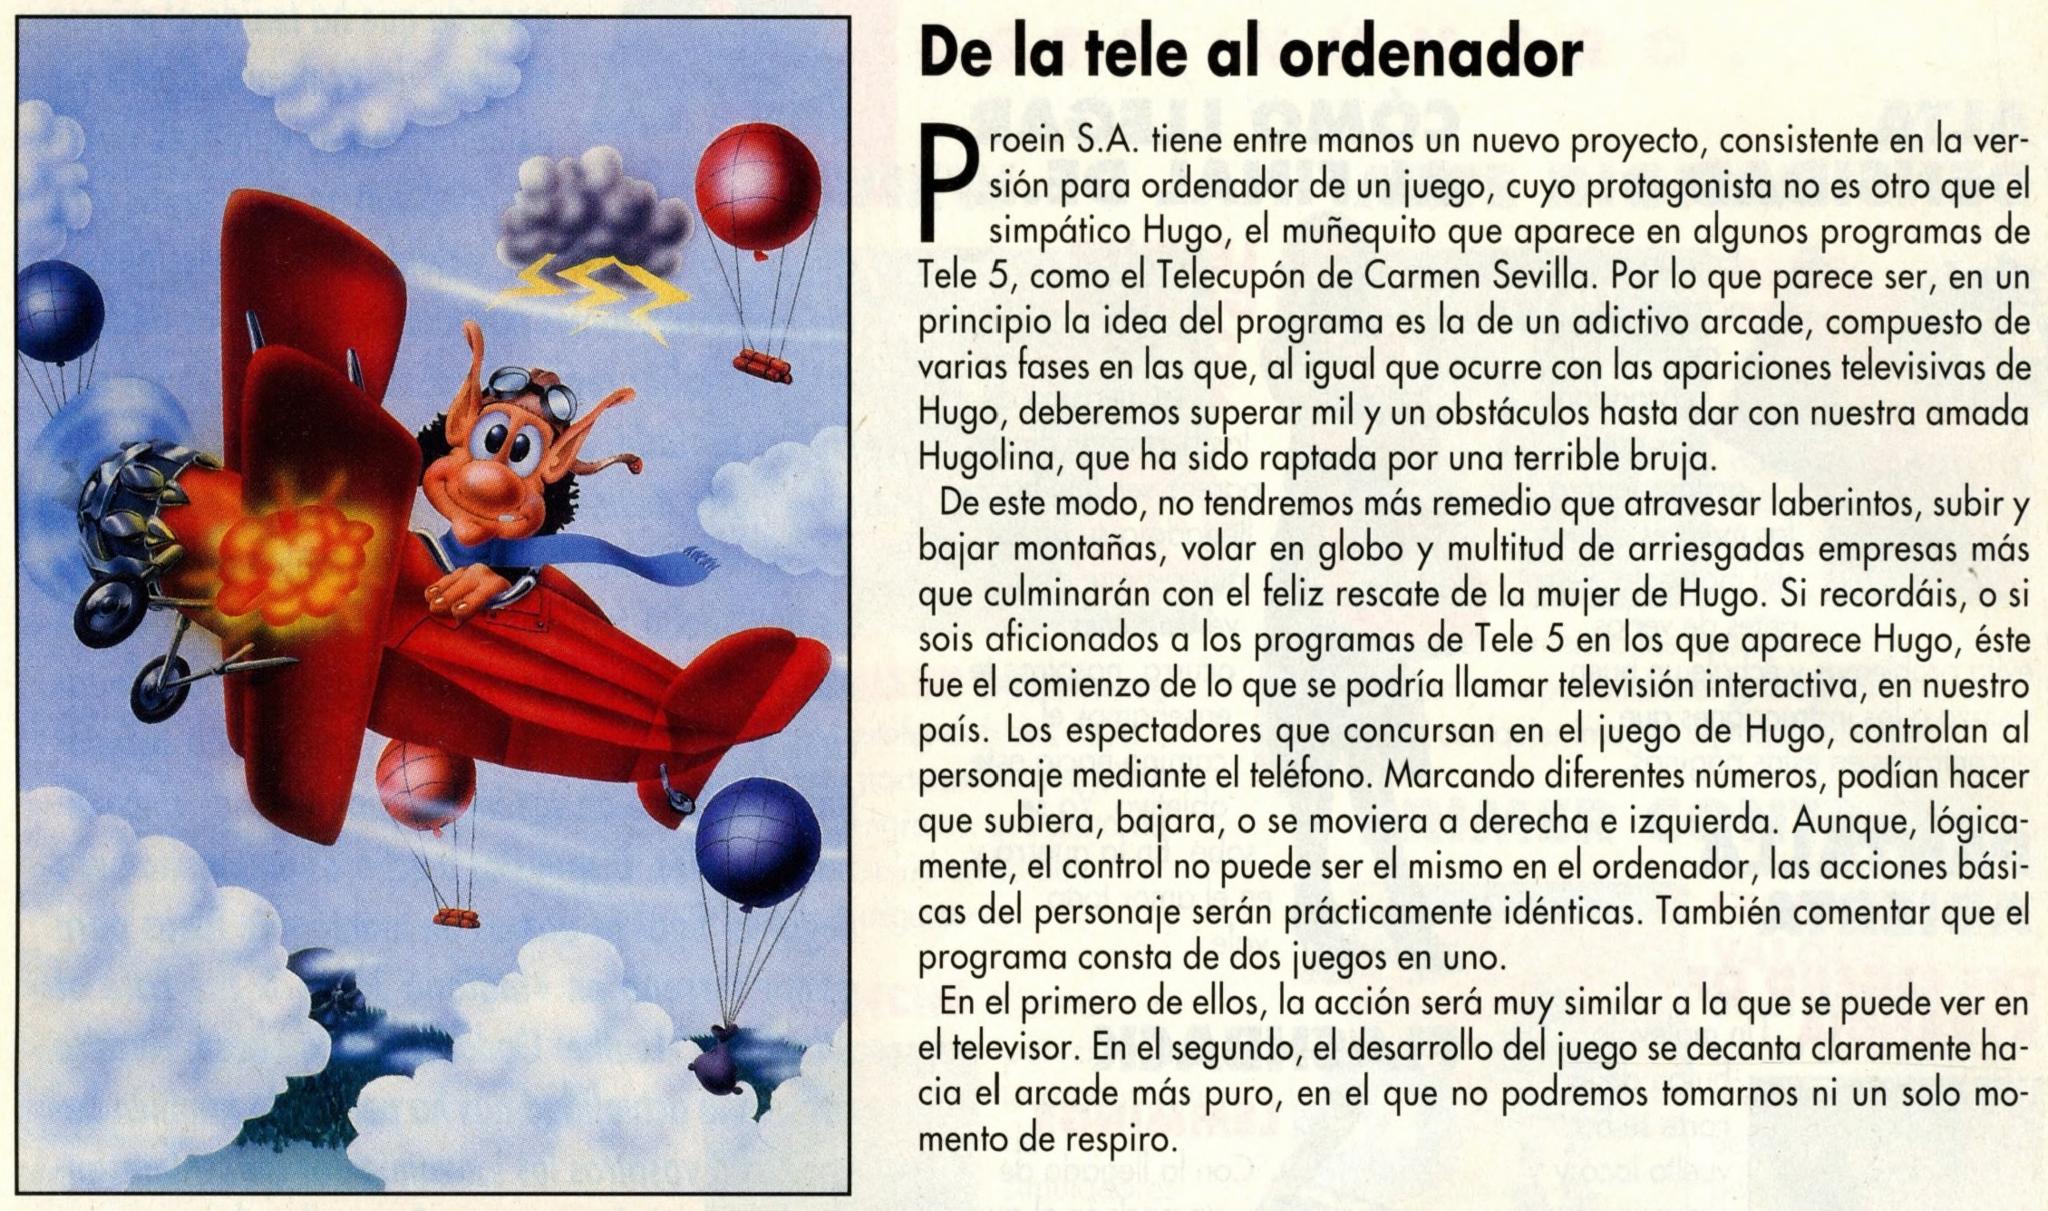 De la tele al ordenador
Proein S.A. tiene entre manos un nuevo proyecto, consistente en la ver-
sión para ordenador de un juego, cuyo protagonista no es otro que el
simpático Hugo, el muñequito que aparece en algunos programas de
Tele 5, como el Telecupón de Carmen Sevilla. Por lo que parece ser, en un
principio la idea del programa es la de un adictivo arcade, compuesto de
varias fases en las que, al igual que ocurre con las apariciones televisivas de
Hugo, deberemos superar mil y un obstáculos hasta dar con nuestra amada
Hugolina, que ha sido raptada por una terrible bruja.
De este modo, no tendremos más remedio que atravesar laberintos, subir y
bajar montañas, volar en globo y multitud de arriesgadas empresas más
que culminarán con el feliz rescate de la mujer de Hugo. Si recordáis, o si
sois aficionados a los programas de Tele 5 en los que aparece Hugo, éste
fue el comienzo de lo que se podría llamar televisión interactiva, en nuestro
país. Los espectadores que concursan en el juego de Hugo, controlan al
personaje mediante el teléfono. Marcando diferentes números, podían hacer
que subiera, bajara, o se moviera a derecha e izquierda. Aunque, lógica-
mente, el control no puede ser el mismo en el ordenador, las acciones bási-
cas del personaje serán prácticamente idénticas. También comentar que el
programa consta de dos juegos en uno.
En el primero de ellos, la acción será muy similar a la que se puede ver en
el televisor. En el segundo, el desarrollo del juego se decanta claramente ha-
cia el arcade más puro, en el que no podremos tomarnos ni un solo mo-
mento de respiro.